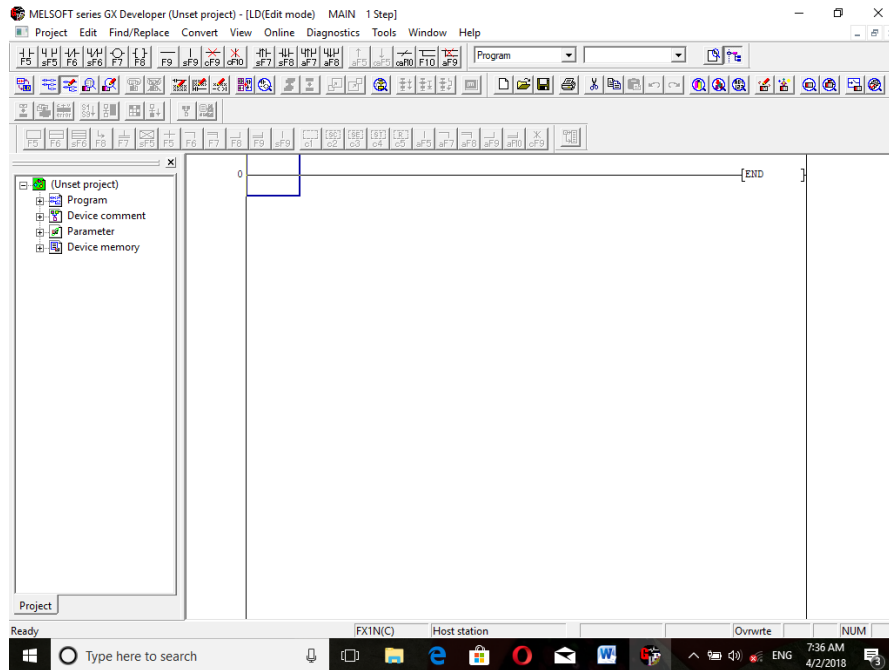 MELSOFT series GX Developer (Unset project) - [LD(Edit mode) MAIN 1 Step]
Project Edit Find/Replace Convert View Online Diagnostics Tools Window Help
F5 sF5 F6 sF6 F7 F8 F9 sF9 cF9 cF10 sF7 sF8 aF7 aF8 aF5 caF5 caF10 F10 aF9 Program
error
F5 F6 sF6 F8 F7 sF5 F5 F6 F7 F8 F9 sF9 c1 c2 c3 c4 c5 aF5 aF7 aF8 aF9 aF10 cF9
0 [END ]
(Unset project)
Program
Device comment
Parameter
Device memory
Project
Ready FX1N(C) Host station Ovrwrte NUM
Type here to search ENG 7:36 AM
4/2/2018